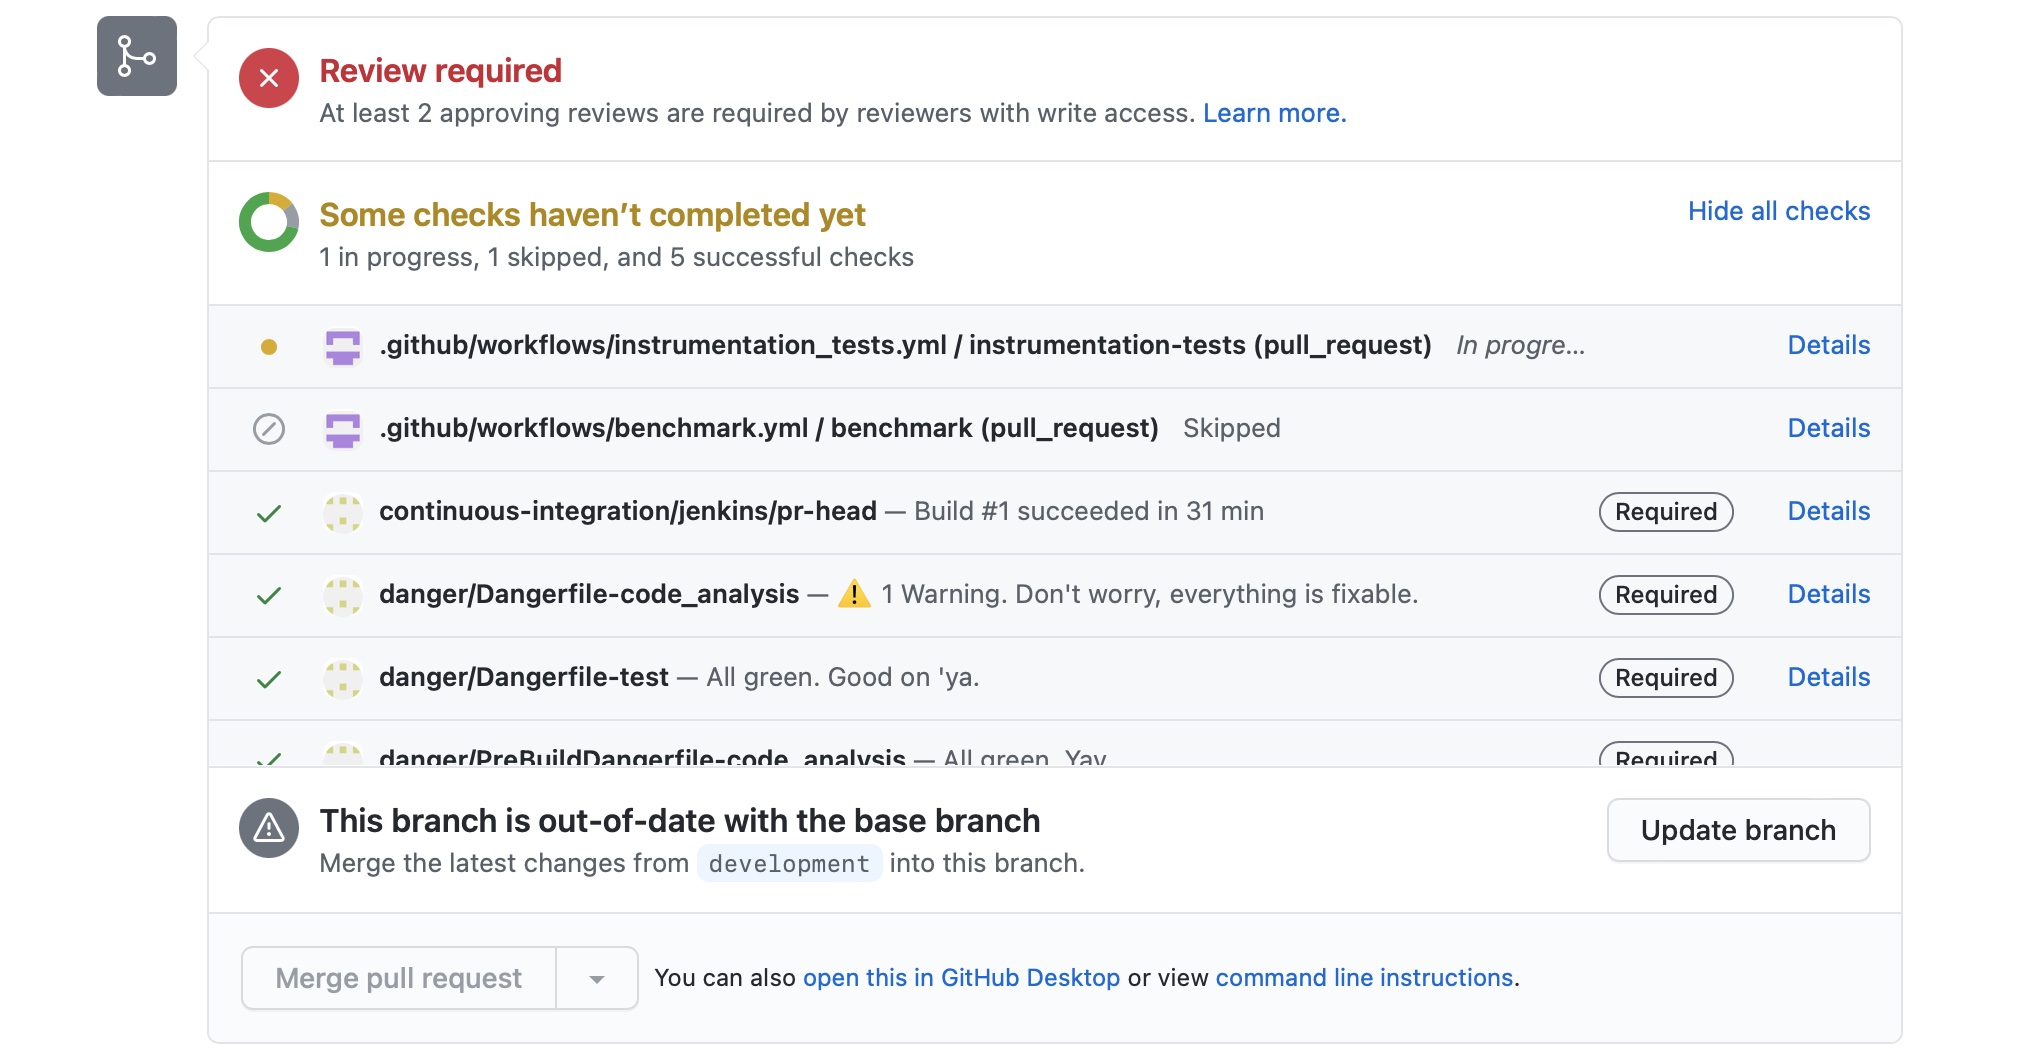 Review required
At least 2 approving reviews are required by reviewers with write access. Learn more.
Some checks haven’t completed yet
Hide all checks
1 in progress, 1 skipped, and 5 successful checks
.github/workflows/instrumentation_tests.yml / instrumentation-tests (pull_request) In progre... Details
.github/workflows/benchmark.yml / benchmark (pull_request) Skipped Details
continuous-integration/jenkins/pr-head — Build #1 succeeded in 31 min Required Details
danger/Dangerfile-code_analysis — ⚠️ 1 Warning. Don't worry, everything is fixable. Required Details
danger/Dangerfile-test — All green. Good on 'ya. Required Details
danger/PreBuildDangerfile-code_analysis — All green. Yay Required
This branch is out-of-date with the base branch
Update branch
Merge the latest changes from development into this branch.
Merge pull request
You can also open this in GitHub Desktop or view command line instructions.